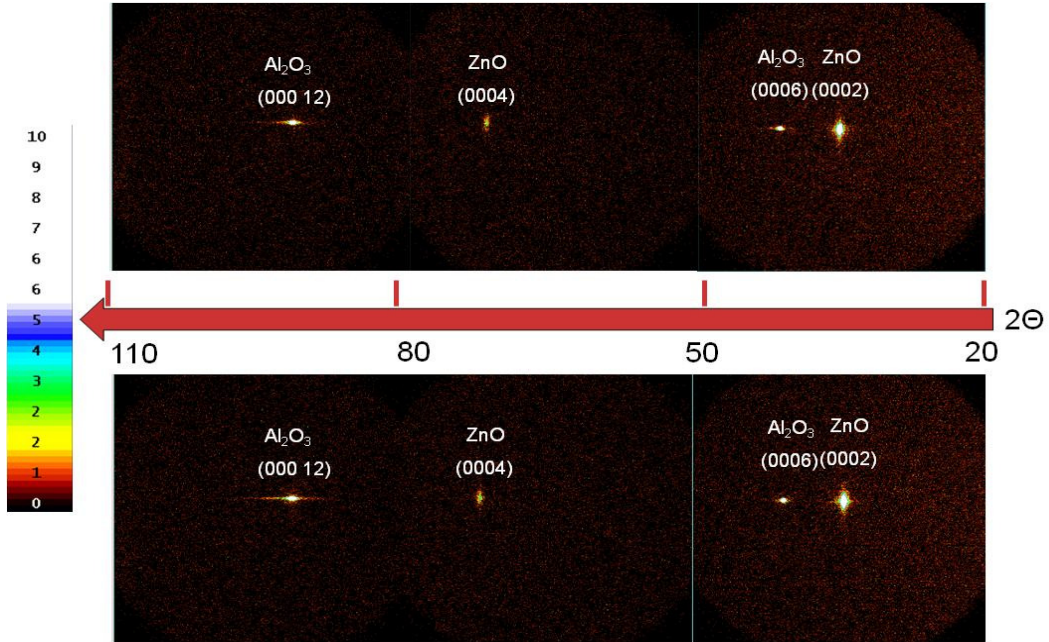 Al₂O₃
(000 12)
ZnO
(0004)
Al₂O₃ ZnO
(0006) (0002)
10
9
8
7
6
6
5
4
3
2
2
1
0
2Θ
110 80 50 20
Al₂O₃
(000 12)
ZnO
(0004)
Al₂O₃ ZnO
(0006) (0002)